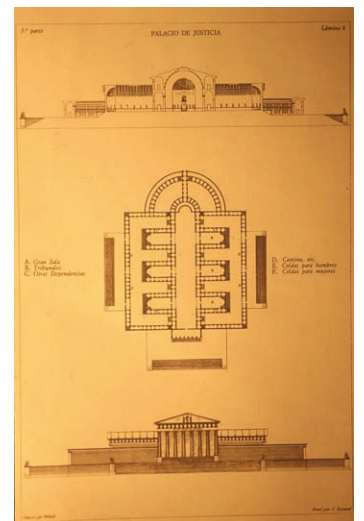 3.ª parte
PALACIO DE JUSTICIA
Lámina 6
A. Gran Sala
B. Tribunales
C. Otras Dependencias
D. Cantina, etc.
E. Celdas para hombres
F. Celdas para mujeres